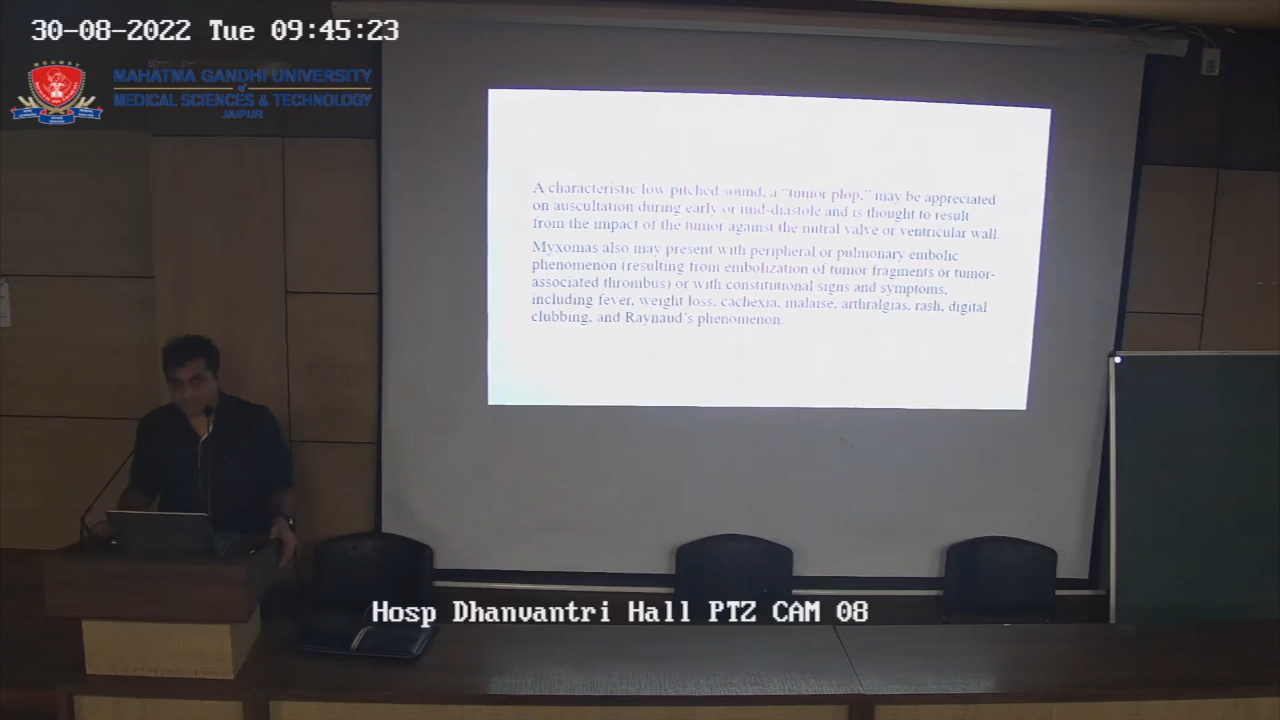 30-08-2022 Tue 09:45:23
MAHATMA GANDHI UNIVERSITY
of
MEDICAL SCIENCES & TECHNOLOGY
JAIPUR
A characteristic low pitched sound, a “tumor plop,” may be appreciated
on auscultation during early or mid-diastole and is thought to result
from the impact of the tumor against the mitral valve or ventricular wall.
Myxomas also may present with peripheral or pulmonary embolic
phenomenon (resulting from embolization of tumor fragments or tumor-
associated thrombus) or with constitutional signs and symptoms,
including fever, weight loss, cachexia, malaise, arthralgias, rash, digital
clubbing, and Raynaud’s phenomenon.
Hosp Dhanvantri Hall PTZ CAM 08